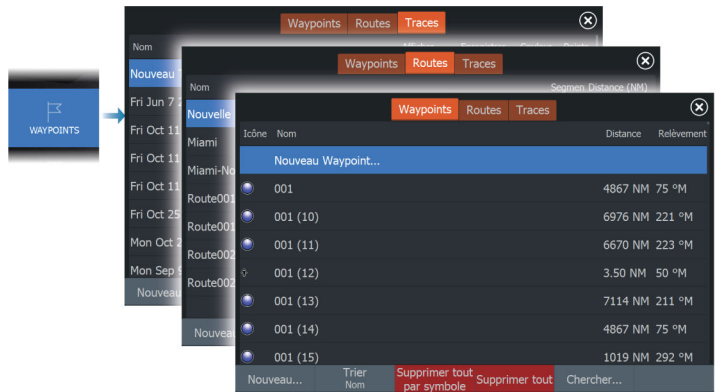 WAYPOINTS
Waypoints Routes Traces
Nom
Nouveau
Fri Jun 7
Fri Oct 11
Fri Oct 11
Fri Oct 11
Fri Oct 25
Mon Oct
Mon Sep
Nouveau
Waypoints Routes Traces
Nom Segmen Distance (NM)
Nouvelle
Miami
Miami-No
Route001
Route001
Route002
Route002
Nouveau
Waypoints Routes Traces
Icône Nom Distance Relèvement
Nouveau Waypoint...
001 4867 NM 75 °M
001 (10) 6976 NM 221 °M
001 (11) 6670 NM 223 °M
001 (12) 3.50 NM 50 °M
001 (13) 7114 NM 211 °M
001 (14) 4867 NM 75 °M
001 (15) 1019 NM 292 °M
Nouveau... Trier Nom Supprimer tout par symbole Supprimer tout Chercher...